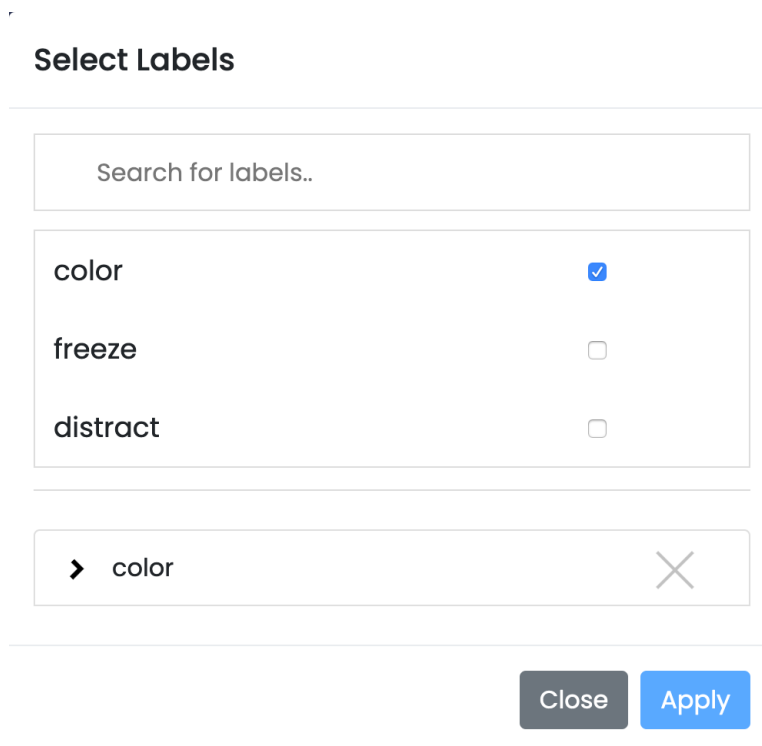 Select Labels
Search for labels..
color
freeze
distract
color
Close Apply